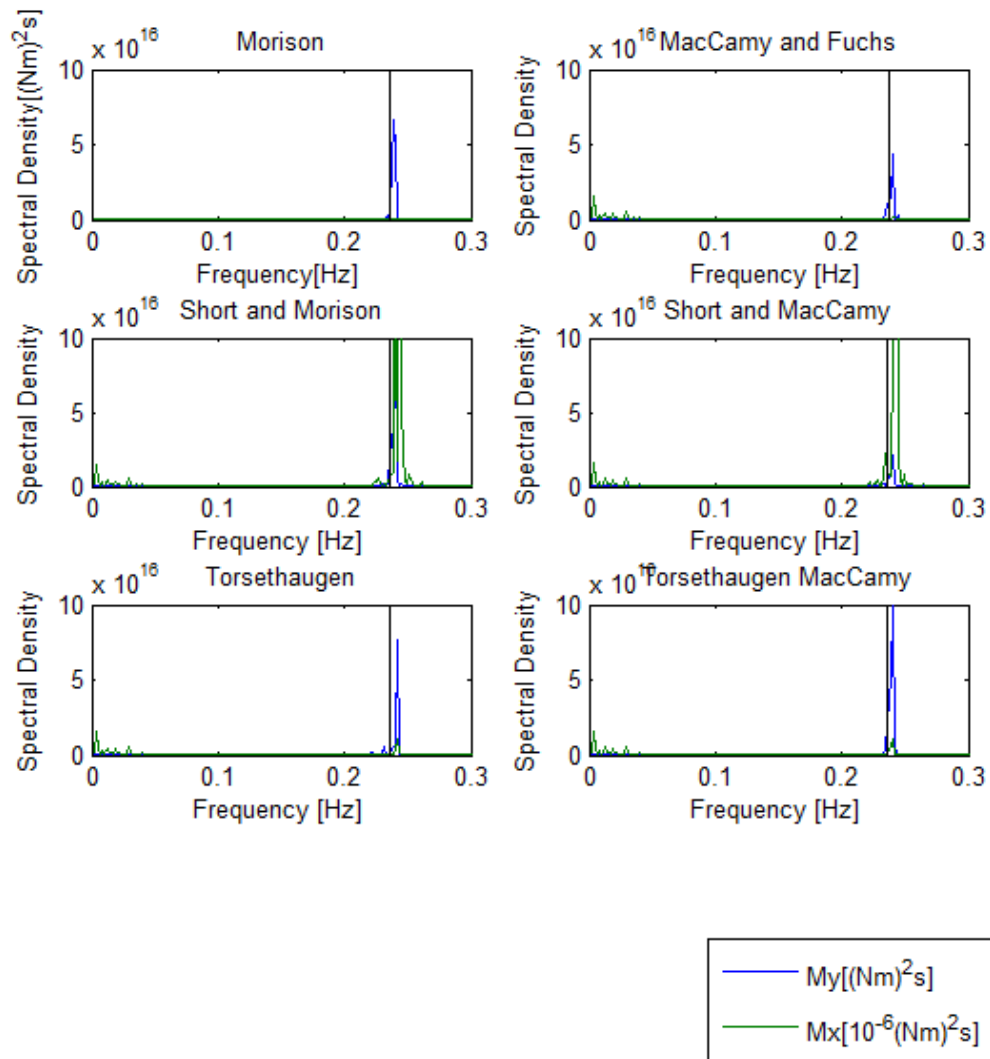 x 10^16 Morison
Spectral Density[(Nm)^2s]
10
5
0
0 0.1 0.2 0.3
Frequency[Hz]
x 10^16 MacCamy and Fuchs
Spectral Density
10
5
0
0 0.1 0.2 0.3
Frequency [Hz]
x 10^16 Short and Morison
Spectral Density
10
5
0
0 0.1 0.2 0.3
Frequency [Hz]
x 10^16 Short and MacCamy
Spectral Density
10
5
0
0 0.1 0.2 0.3
Frequency [Hz]
x 10^16 Torsethaugen
Spectral Density
10
5
0
0 0.1 0.2 0.3
Frequency [Hz]
x 10^16 Torsethaugen MacCamy
Spectral Density
10
5
0
0 0.1 0.2 0.3
Frequency [Hz]
My[(Nm)^2s]
Mx[10^-6(Nm)^2s]